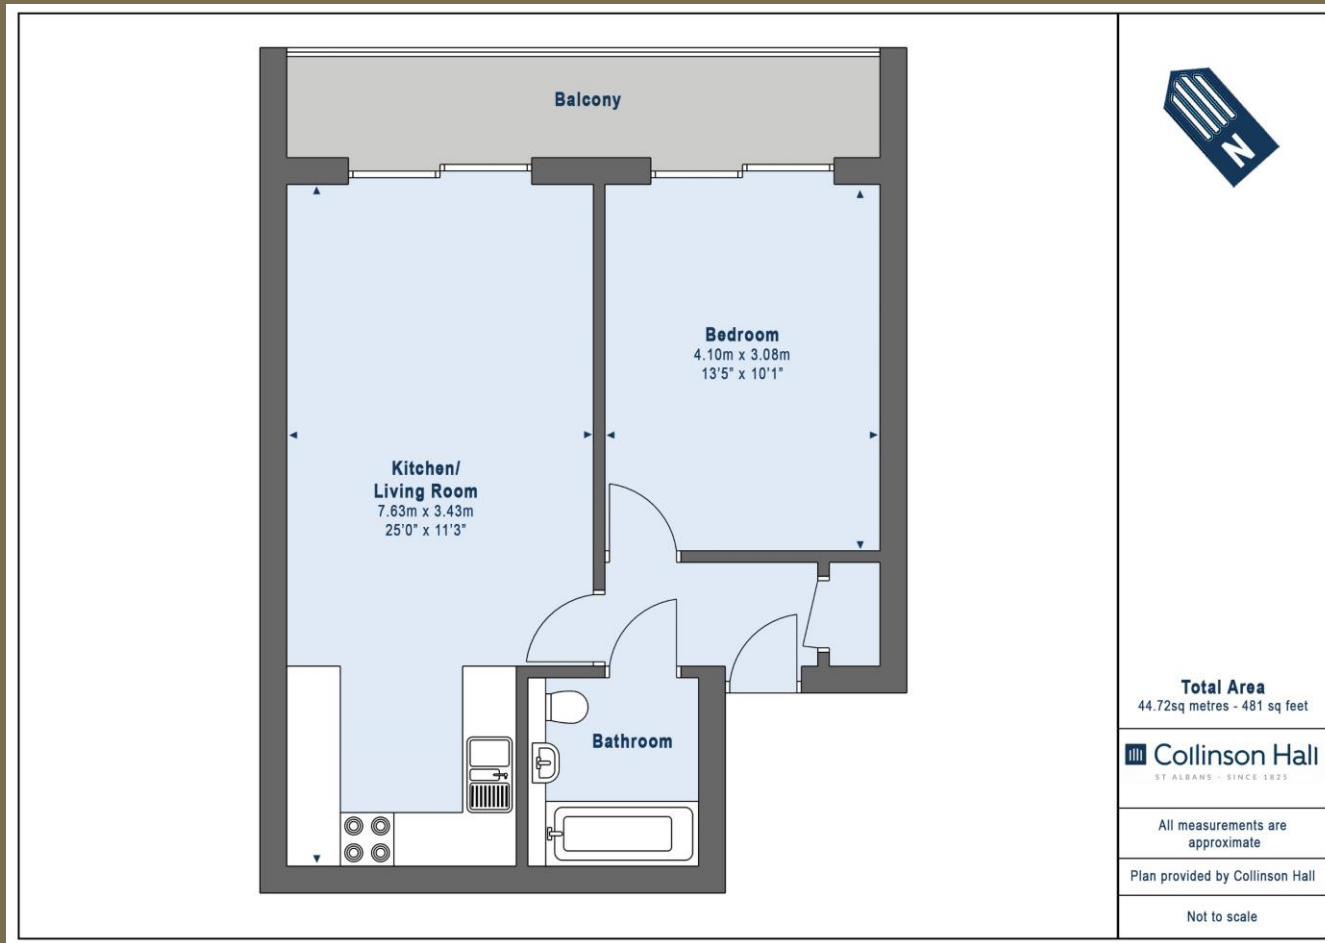 Balcony
Bedroom
4.10m x 3.08m
13'5" x 10'1"
Kitchen/
Living Room
7.63m x 3.43m
25'0" x 11'3"
Bathroom
N
Total Area
44.72sq metres - 481 sq feet
Collinson Hall
ST ALBANS - SINCE 1825
All measurements are
approximate
Plan provided by Collinson Hall
Not to scale